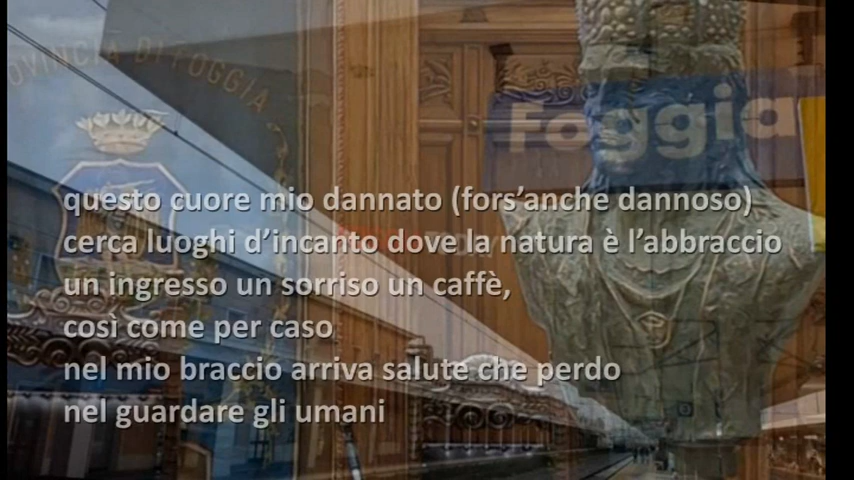 PROVINCIA DI FOGGIA
Foggia
questo cuore mio dannato (fors’anche dannoso)
cerca luoghi d’incanto dove la natura è l’abbraccio
un ingresso un sorriso un caffè,
così come per caso
nel mio braccio arriva salute che perdo
nel guardare gli umani